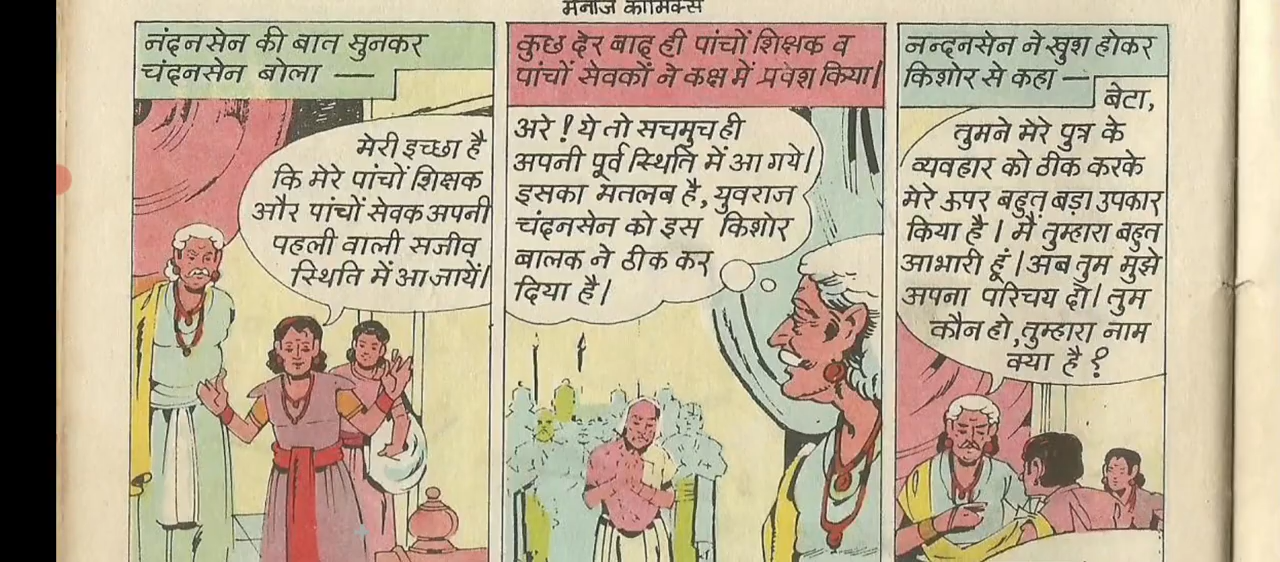 मनोज कॉमिक्स
नंदनसेन की बात सुनकर
चंदनसेन बोला —
मेरी इच्छा है
कि मेरे पांचों शिक्षक
और पांचों सेवक अपनी
पहली वाली सजीव
स्थिति में आ जायें।
कुछ देर बाद ही पांचों शिक्षक व
पांचों सेवकों ने कक्ष में प्रवेश किया।
अरे! ये तो सचमुच ही
अपनी पूर्व स्थिति में आ गये।
इसका मतलब है, युवराज
चंदनसेन को इस किशोर
बालक ने ठीक कर
दिया है।
नन्दनसेन ने खुश होकर
किशोर से कहा —
बेटा,
तुमने मेरे पुत्र के
व्यवहार को ठीक करके
मेरे ऊपर बहुत बड़ा उपकार
किया है। मैं तुम्हारा बहुत
आभारी हूं। अब तुम मुझे
अपना परिचय दो। तुम
कौन हो, तुम्हारा नाम
क्या है?